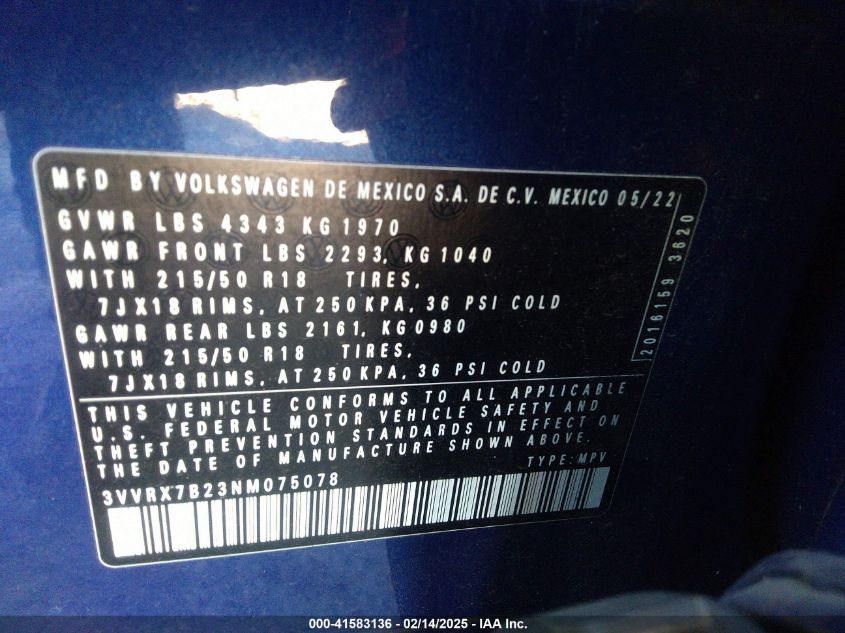 MFD BY VOLKSWAGEN DE MEXICO S.A. DE C.V. MEXICO 05/22
GVWR LBS 4343 KG 1970
GAWR FRONT LBS 2293, KG 1040
WITH 215/50 R18 TIRES,
7JX18 RIMS, AT 250 KPA, 36 PSI COLD
GAWR REAR LBS 2161, KG 0980
WITH 215/50 R18 TIRES,
7JX18 RIMS, AT 250 KPA, 36 PSI COLD
2016159 3620
THIS VEHICLE CONFORMS TO ALL APPLICABLE
U.S. FEDERAL MOTOR VEHICLE SAFETY AND
THEFT PREVENTION STANDARDS IN EFFECT ON
THE DATE OF MANUFACTURE SHOWN ABOVE.
TYPE: MPV
3VVRX7B23NM075078
000-41583136 - 02/14/2025 - IAA Inc.